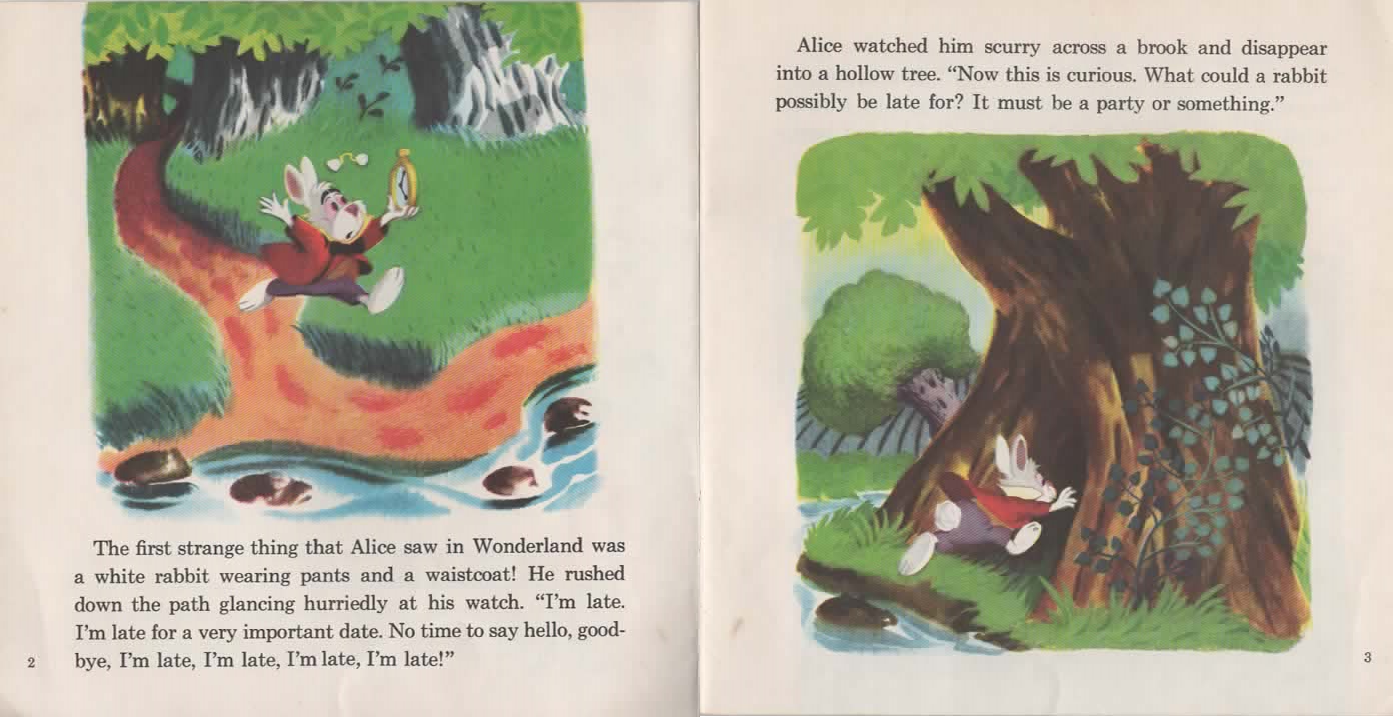 The first strange thing that Alice saw in Wonderland was
a white rabbit wearing pants and a waistcoat! He rushed
down the path glancing hurriedly at his watch. “I’m late.
I’m late for a very important date. No time to say hello, good-
bye, I’m late, I’m late, I’m late, I’m late!”
2
Alice watched him scurry across a brook and disappear
into a hollow tree. “Now this is curious. What could a rabbit
possibly be late for? It must be a party or something.”
3